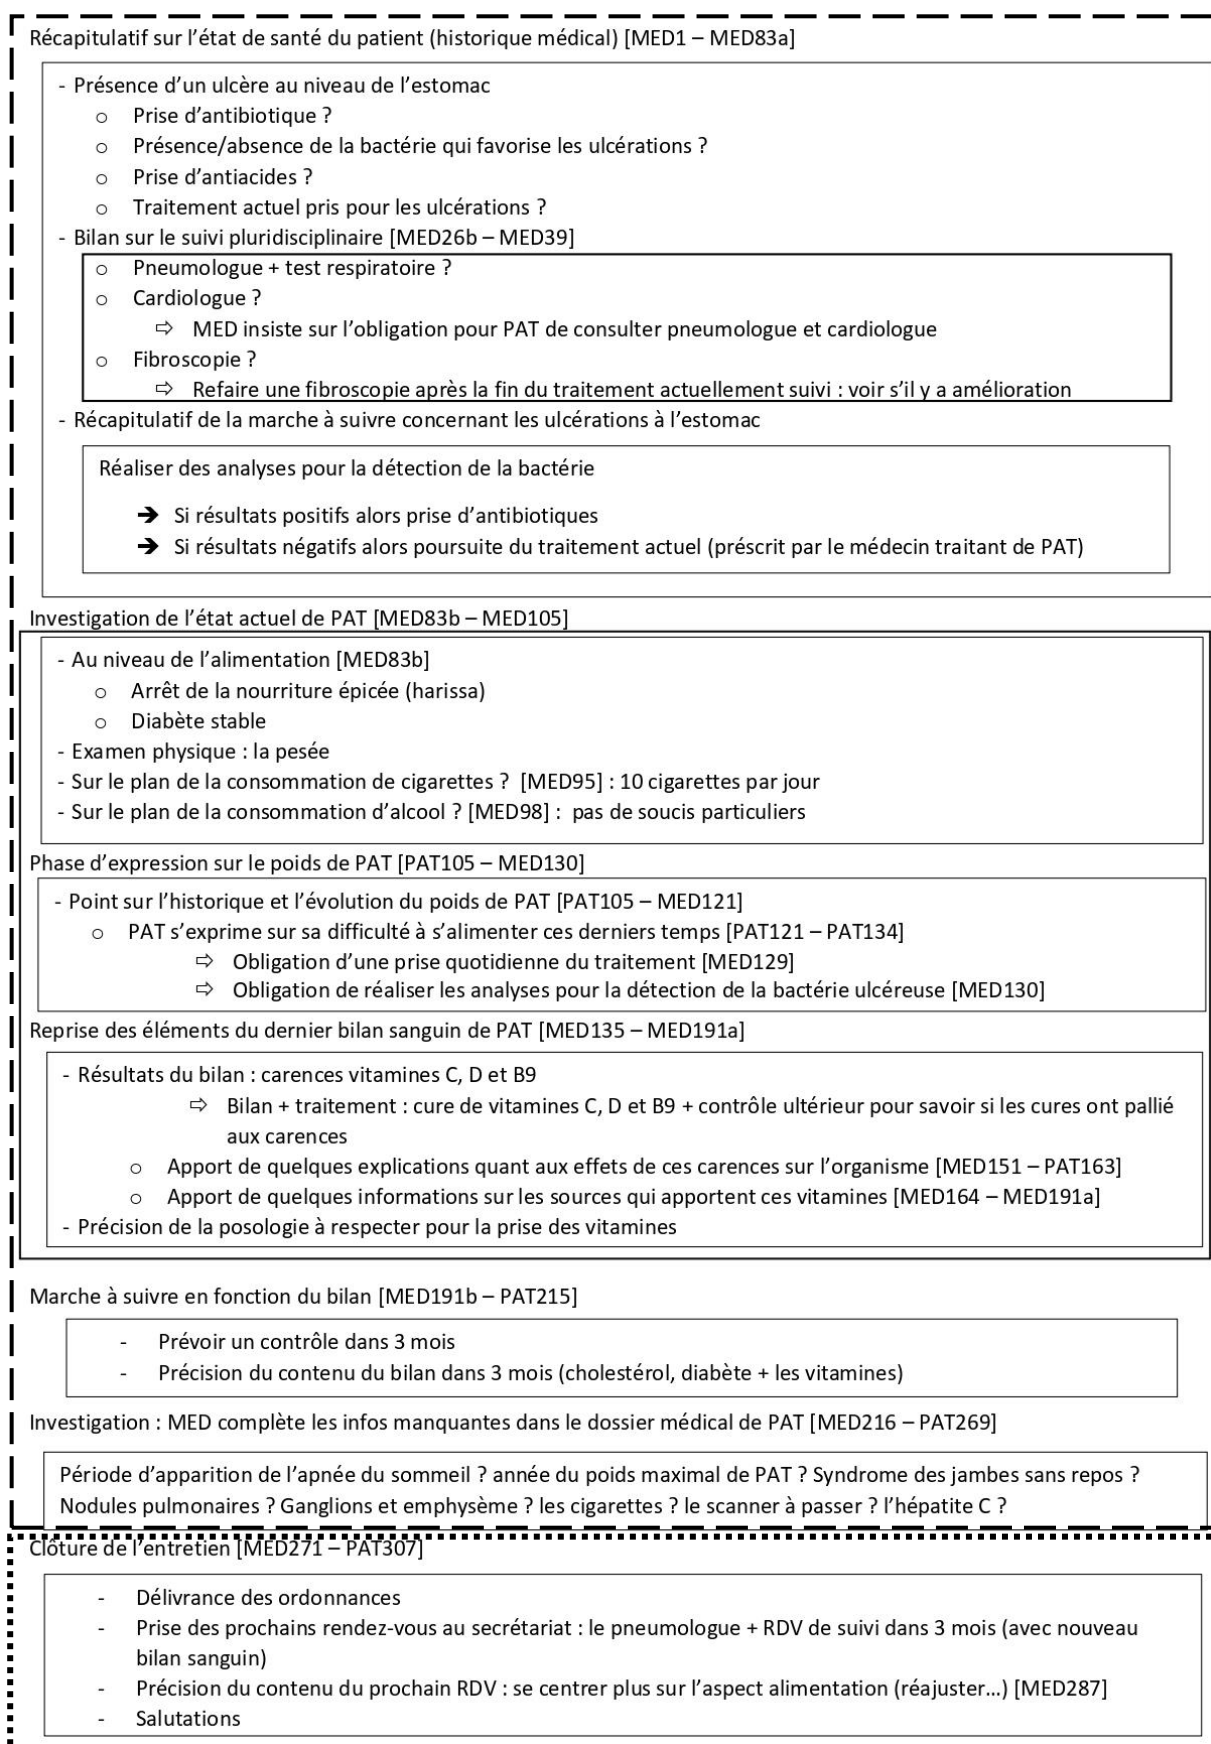 Récapitulatif sur l’état de santé du patient (historique médical) [MED1 – MED83a]
- Présence d’un ulcère au niveau de l’estomac
o Prise d’antibiotique ?
o Présence/absence de la bactérie qui favorise les ulcérations ?
o Prise d’antiacides ?
o Traitement actuel pris pour les ulcérations ?
- Bilan sur le suivi pluridisciplinaire [MED26b – MED39]
o Pneumologue + test respiratoire ?
o Cardiologue ?
⇨ MED insiste sur l’obligation pour PAT de consulter pneumologue et cardiologue
o Fibroscopie ?
⇨ Refaire une fibroscopie après la fin du traitement actuellement suivi : voir s’il y a amélioration
- Récapitulatif de la marche à suivre concernant les ulcérations à l’estomac
Réaliser des analyses pour la détection de la bactérie
➔ Si résultats positifs alors prise d’antibiotiques
➔ Si résultats négatifs alors poursuite du traitement actuel (préscrit par le médecin traitant de PAT)
Investigation de l’état actuel de PAT [MED83b – MED105]
- Au niveau de l’alimentation [MED83b]
o Arrêt de la nourriture épicée (harissa)
o Diabète stable
- Examen physique : la pesée
- Sur le plan de la consommation de cigarettes ? [MED95] : 10 cigarettes par jour
- Sur le plan de la consommation d’alcool ? [MED98] : pas de soucis particuliers
Phase d’expression sur le poids de PAT [PAT105 – MED130]
- Point sur l’historique et l’évolution du poids de PAT [PAT105 – MED121]
o PAT s’exprime sur sa difficulté à s’alimenter ces derniers temps [PAT121 – PAT134]
⇨ Obligation d’une prise quotidienne du traitement [MED129]
⇨ Obligation de réaliser les analyses pour la détection de la bactérie ulcéreuse [MED130]
Reprise des éléments du dernier bilan sanguin de PAT [MED135 – MED191a]
- Résultats du bilan : carences vitamines C, D et B9
⇨ Bilan + traitement : cure de vitamines C, D et B9 + contrôle ultérieur pour savoir si les cures ont pallié
aux carences
o Apport de quelques explications quant aux effets de ces carences sur l’organisme [MED151 – PAT163]
o Apport de quelques informations sur les sources qui apportent ces vitamines [MED164 – MED191a]
- Précision de la posologie à respecter pour la prise des vitamines
Marche à suivre en fonction du bilan [MED191b – PAT215]
- Prévoir un contrôle dans 3 mois
- Précision du contenu du bilan dans 3 mois (cholestérol, diabète + les vitamines)
Investigation : MED complète les infos manquantes dans le dossier médical de PAT [MED216 – PAT269]
Période d’apparition de l’apnée du sommeil ? année du poids maximal de PAT ? Syndrome des jambes sans repos ?
Nodules pulmonaires ? Ganglions et emphysème ? les cigarettes ? le scanner à passer ? l’hépatite C ?
Clôture de l’entretien [MED271 – PAT307]
- Délivrance des ordonnances
- Prise des prochains rendez-vous au secrétariat : le pneumologue + RDV de suivi dans 3 mois (avec nouveau
bilan sanguin)
- Précision du contenu du prochain RDV : se centrer plus sur l’aspect alimentation (réajuster…) [MED287]
- Salutations